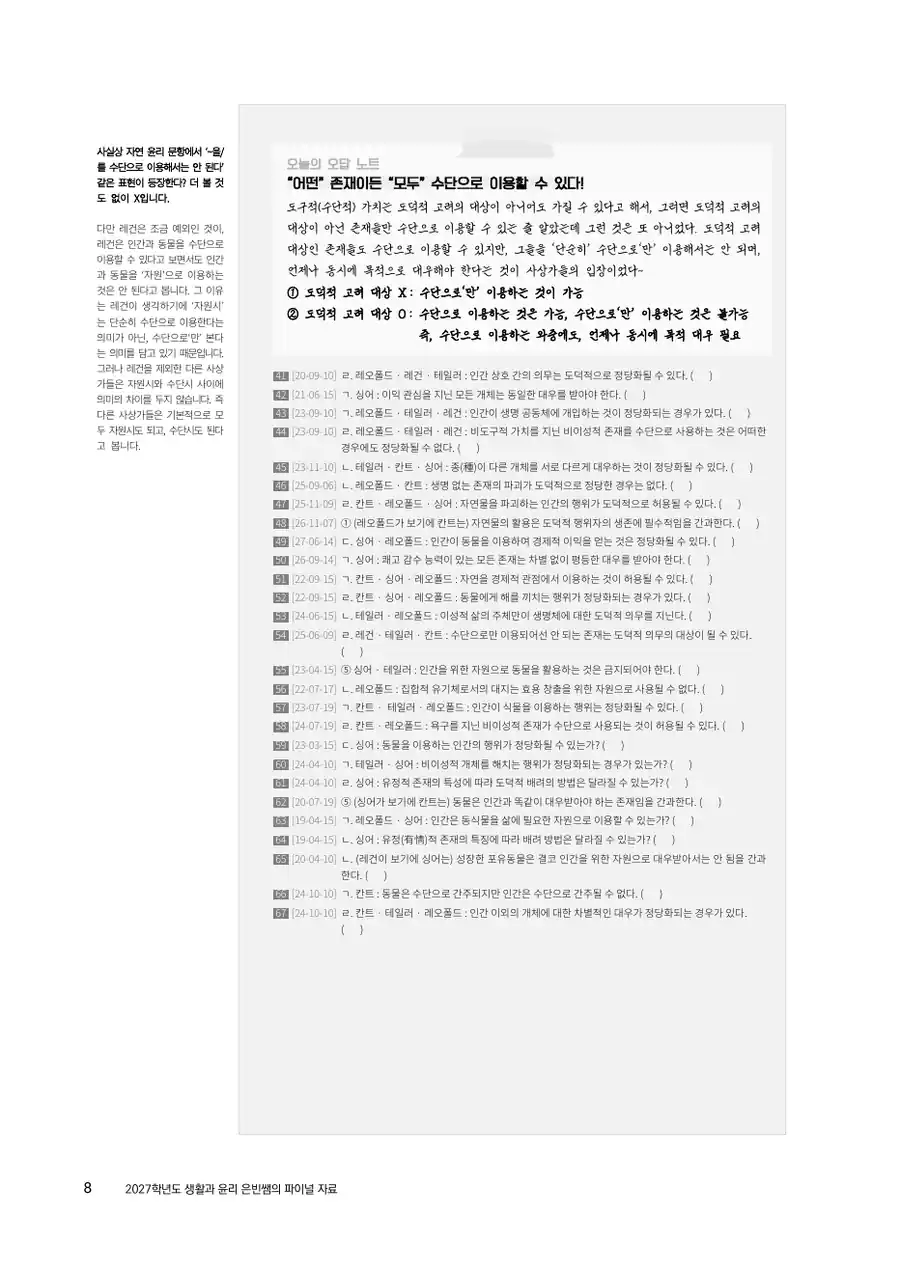 사실상 자연 윤리 문항에서 '~을/
를 수단으로 이용해서는 안 된다'
같은 표현이 등장한다? 더 볼 것
도 없이 X입니다.
다만 레건은 조금 예외인 것이,
레건은 인간과 동물을 수단으로
이용할 수 있다고 보면서도 인간
과 동물을 '자원'으로 이용하는
것은 안 된다고 봅니다. 그 이유
는 레건이 생각하기에 '자원시'
는 단순히 수단으로 이용한다는
의미가 아닌, 수단으로'만' 본다
는 의미를 담고 있기 때문입니다.
그러나 레건을 제외한 다른 사상
가들은 자원시와 수단시 사이에
의미의 차이를 두지 않습니다. 즉
다른 사상가들은 기본적으로 모
두 자원시도 되고, 수단시도 된다
고 봅니다.
오늘의 오답 노트
"어떤" 존재이든 "모두" 수단으로 이용할 수 있다!
도구적(수단적) 가치는 도덕적 고려의 대상이 아니어도 가질 수 있다고 해서, 그러면 도덕적 고려의
대상이 아닌 존재들만 수단으로 이용할 수 있는 줄 알았는데 그런 것은 또 아니었다. 도덕적 고려
대상인 존재들도 수단으로 이용할 수 있지만, 그들을 '단순히' 수단으로'만' 이용해서는 안 되며,
언제나 동시에 목적으로 대우해야 한다는 것이 사상가들의 입장이었다~
① 도덕적 고려 대상 X : 수단으로'만' 이용하는 것이 가능
② 도덕적 고려 대상 O : 수단으로 이용하는 것은 가능, 수단으로'만' 이용하는 것은 불가능
즉, 수단으로 이용하는 와중에도, 언제나 동시에 목적 대우 필요
41 [20-09-10] ㄹ. 레오폴드 · 레건 · 테일러 : 인간 상호 간의 의무는 도덕적으로 정당화될 수 있다. ( )
42 [21-06-15] ㄱ. 싱어 : 이익 관심을 지닌 모든 개체는 동일한 대우를 받아야 한다. ( )
43 [23-09-10] ㄱ. 레오폴드 · 테일러 · 레건 : 인간이 생명 공동체에 개입하는 것이 정당화되는 경우가 있다. ( )
44 [23-09-10] ㄹ. 레오폴드 · 테일러 · 레건 : 비도구적 가치를 지닌 비이성적 존재를 수단으로 사용하는 것은 어떠한
경우에도 정당화될 수 없다. ( )
45 [23-11-10] ㄴ. 테일러 · 칸트 · 싱어 : 종(種)이 다른 개체를 서로 다르게 대우하는 것이 정당화될 수 있다. ( )
46 [25-09-06] ㄴ. 레오폴드 · 칸트 : 생명 없는 존재의 파괴가 도덕적으로 정당한 경우는 없다. ( )
47 [25-11-09] ㄹ. 칸트 · 레오폴드 · 싱어 : 자연물을 파괴하는 인간의 행위가 도덕적으로 허용될 수 있다. ( )
48 [26-11-07] ① (레오폴드가 보기에 칸트는) 자연물의 활용은 도덕적 행위자의 생존에 필수적임을 간과한다. ( )
49 [27-06-14] ㄷ. 싱어 · 레오폴드 : 인간이 동물을 이용하여 경제적 이익을 얻는 것은 정당화될 수 있다. ( )
50 [26-09-14] ㄱ. 싱어 : 쾌고 감수 능력이 있는 모든 존재는 차별 없이 평등한 대우를 받아야 한다. ( )
51 [22-09-15] ㄱ. 칸트 · 싱어 · 레오폴드 : 자연을 경제적 관점에서 이용하는 것이 허용될 수 있다. ( )
52 [22-09-15] ㄹ. 칸트 · 싱어 · 레오폴드 : 동물에게 해를 끼치는 행위가 정당화되는 경우가 있다. ( )
53 [24-06-15] ㄴ. 테일러 · 레오폴드 : 이성적 삶의 주체만이 생명체에 대한 도덕적 의무를 지닌다. ( )
54 [25-06-09] ㄹ. 레건 · 테일러 · 칸트 : 수단으로만 이용되어선 안 되는 존재는 도덕적 의무의 대상이 될 수 있다.
( )
55 [23-04-15] ⑤ 싱어 · 테일러 : 인간을 위한 자원으로 동물을 활용하는 것은 금지되어야 한다. ( )
56 [22-07-17] ㄴ. 레오폴드 : 집합적 유기체로서의 대지는 효용 창출을 위한 자원으로 사용될 수 없다. ( )
57 [23-07-19] ㄱ. 칸트 · 테일러 · 레오폴드 : 인간이 식물을 이용하는 행위는 정당화될 수 있다. ( )
58 [24-07-19] ㄹ. 칸트 · 레오폴드 : 욕구를 지닌 비이성적 존재가 수단으로 사용되는 것이 허용될 수 있다. ( )
59 [23-03-15] ㄷ. 싱어 : 동물을 이용하는 인간의 행위가 정당화될 수 있는가? ( )
60 [24-04-10] ㄱ. 테일러 · 싱어 : 비이성적 개체를 해치는 행위가 정당화되는 경우가 있는가? ( )
61 [24-04-10] ㄹ. 싱어 : 유정적 존재의 특성에 따라 도덕적 배려의 방법은 달라질 수 있는가? ( )
62 [20-07-19] ⑤ (싱어가 보기에 칸트는) 동물은 인간과 똑같이 대우받아야 하는 존재임을 간과한다. ( )
63 [19-04-15] ㄱ. 레오폴드 · 싱어 : 인간은 동식물을 삶에 필요한 자원으로 이용할 수 있는가? ( )
64 [19-04-15] ㄴ. 싱어 : 유정(有情)적 존재의 특징에 따라 배려 방법은 달라질 수 있는가? ( )
65 [20-04-10] ㄴ. (레건이 보기에 싱어는) 성장한 포유동물은 결코 인간을 위한 자원으로 대우받아서는 안 됨을 간과
한다. ( )
66 [24-10-10] ㄱ. 칸트 : 동물은 수단으로 간주되지만 인간은 수단으로 간주될 수 없다. ( )
67 [24-10-10] ㄹ. 칸트 · 테일러 · 레오폴드 : 인간 이외의 개체에 대한 차별적인 대우가 정당화되는 경우가 있다.
( )
8 2027학년도 생활과 윤리 은빈쌤의 파이널 자료